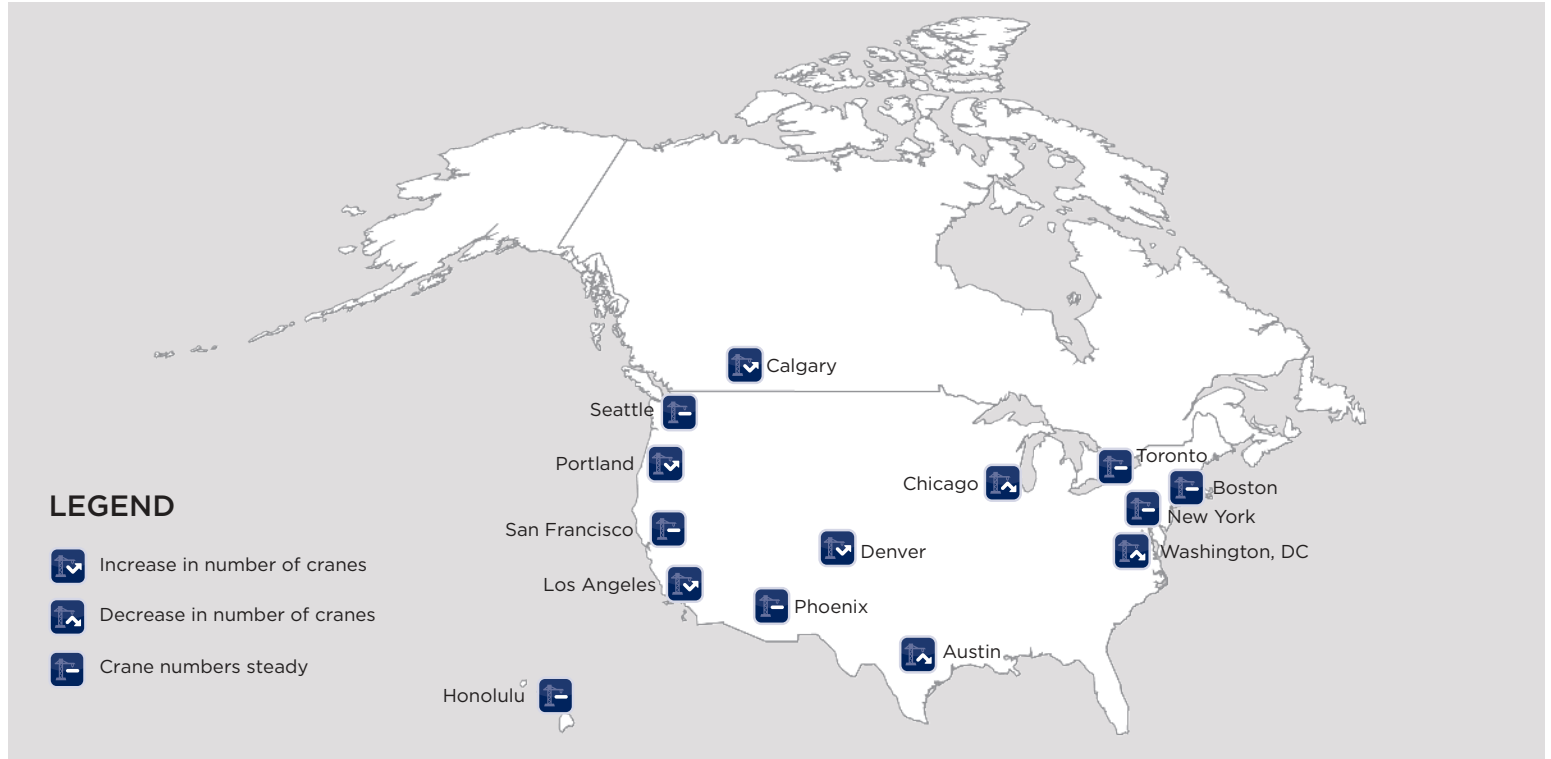 Calgary
Seattle
Portland
Toronto
Chicago
Boston
New York
San Francisco
Denver
Washington, DC
Los Angeles
Phoenix
Austin
Honolulu
LEGEND
Increase in number of cranes
Decrease in number of cranes
Crane numbers steady